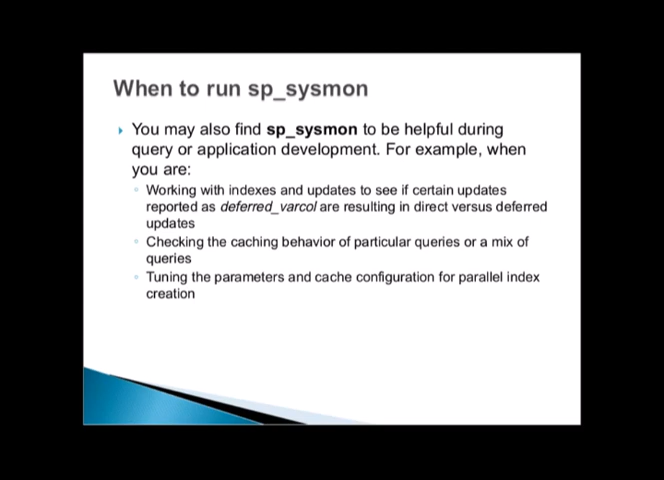 When to run sp_sysmon
You may also find sp_sysmon to be helpful during
query or application development. For example, when
you are:
Working with indexes and updates to see if certain updates
reported as deferred_varcol are resulting in direct versus deferred
updates
Checking the caching behavior of particular queries or a mix of
queries
Tuning the parameters and cache configuration for parallel index
creation